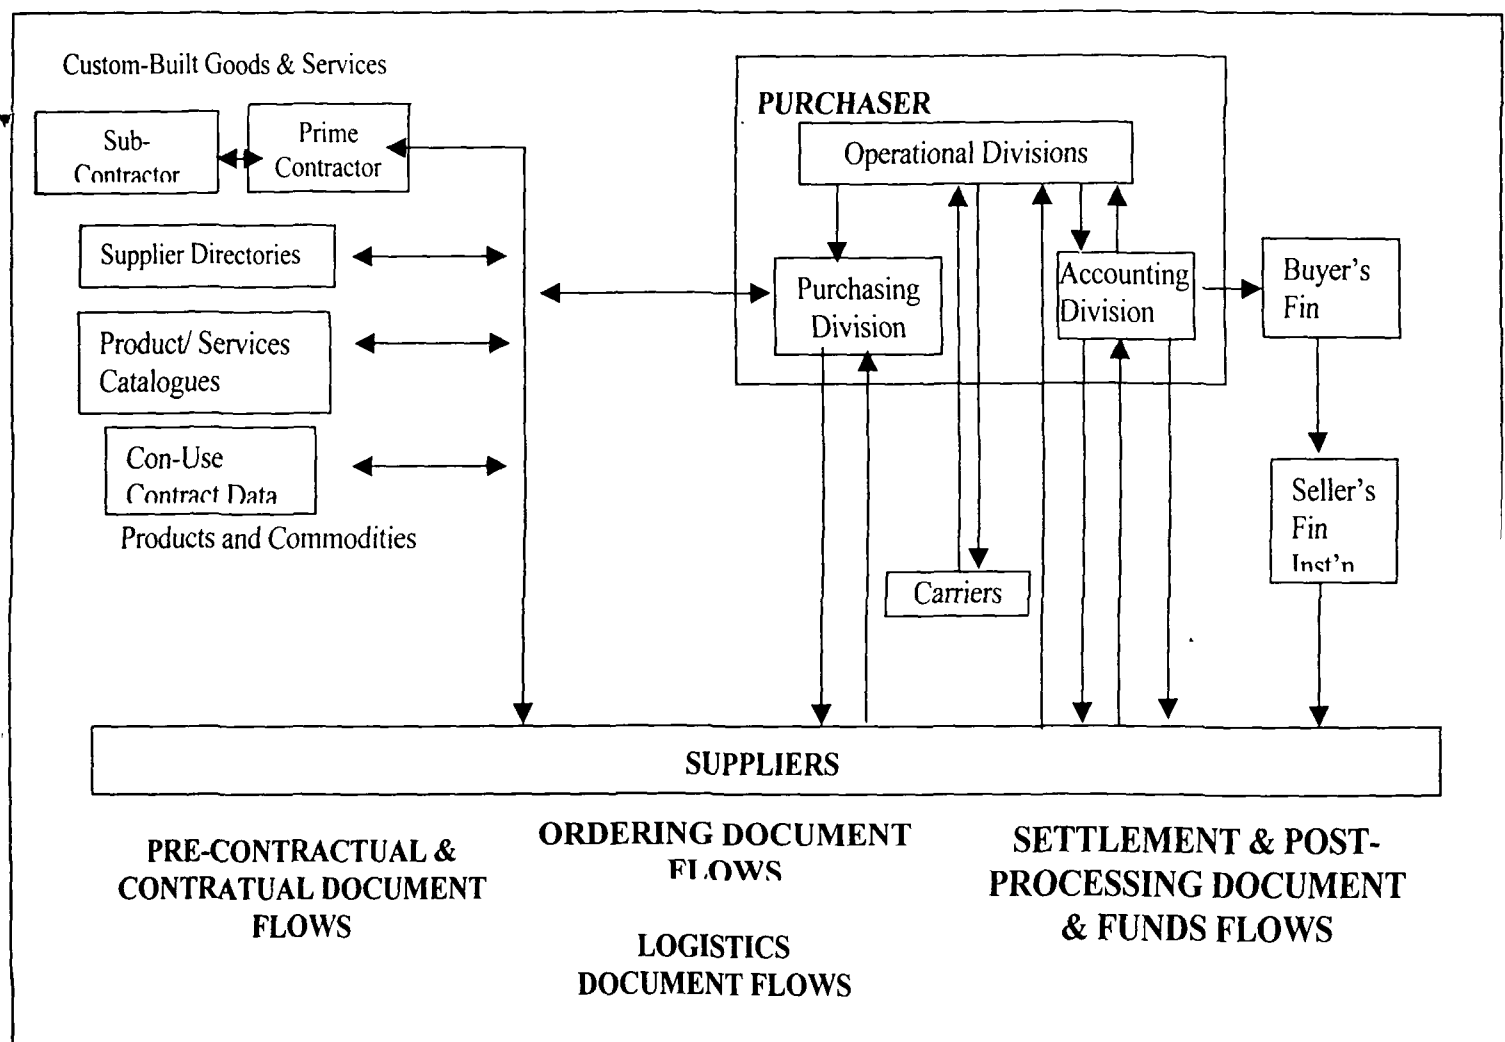 Custom-Built Goods & Services
Sub-
Contractor
Prime
Contractor
Supplier Directories
Product/ Services
Catalogues
Con-Use
Contract Data
Products and Commodities
PURCHASER
Operational Divisions
Purchasing
Division
Accounting
Division
Buyer's
Fin
Seller's
Fin
Inst'n
Carriers
SUPPLIERS
PRE-CONTRACTUAL &
CONTRATUAL DOCUMENT
FLOWS
ORDERING DOCUMENT
FLOWS
LOGISTICS
DOCUMENT FLOWS
SETTLEMENT & POST-
PROCESSING DOCUMENT
& FUNDS FLOWS